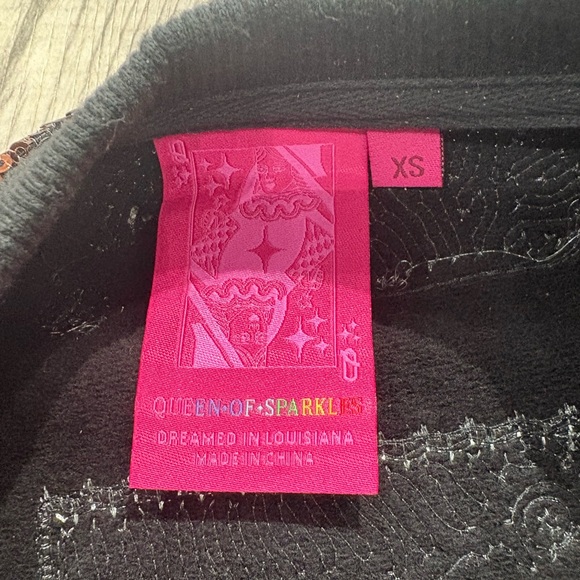 Q
XS
QUEEN•OF•SPARKLES
DREAMED IN LOUISIANA
MADE IN CHINA
Q